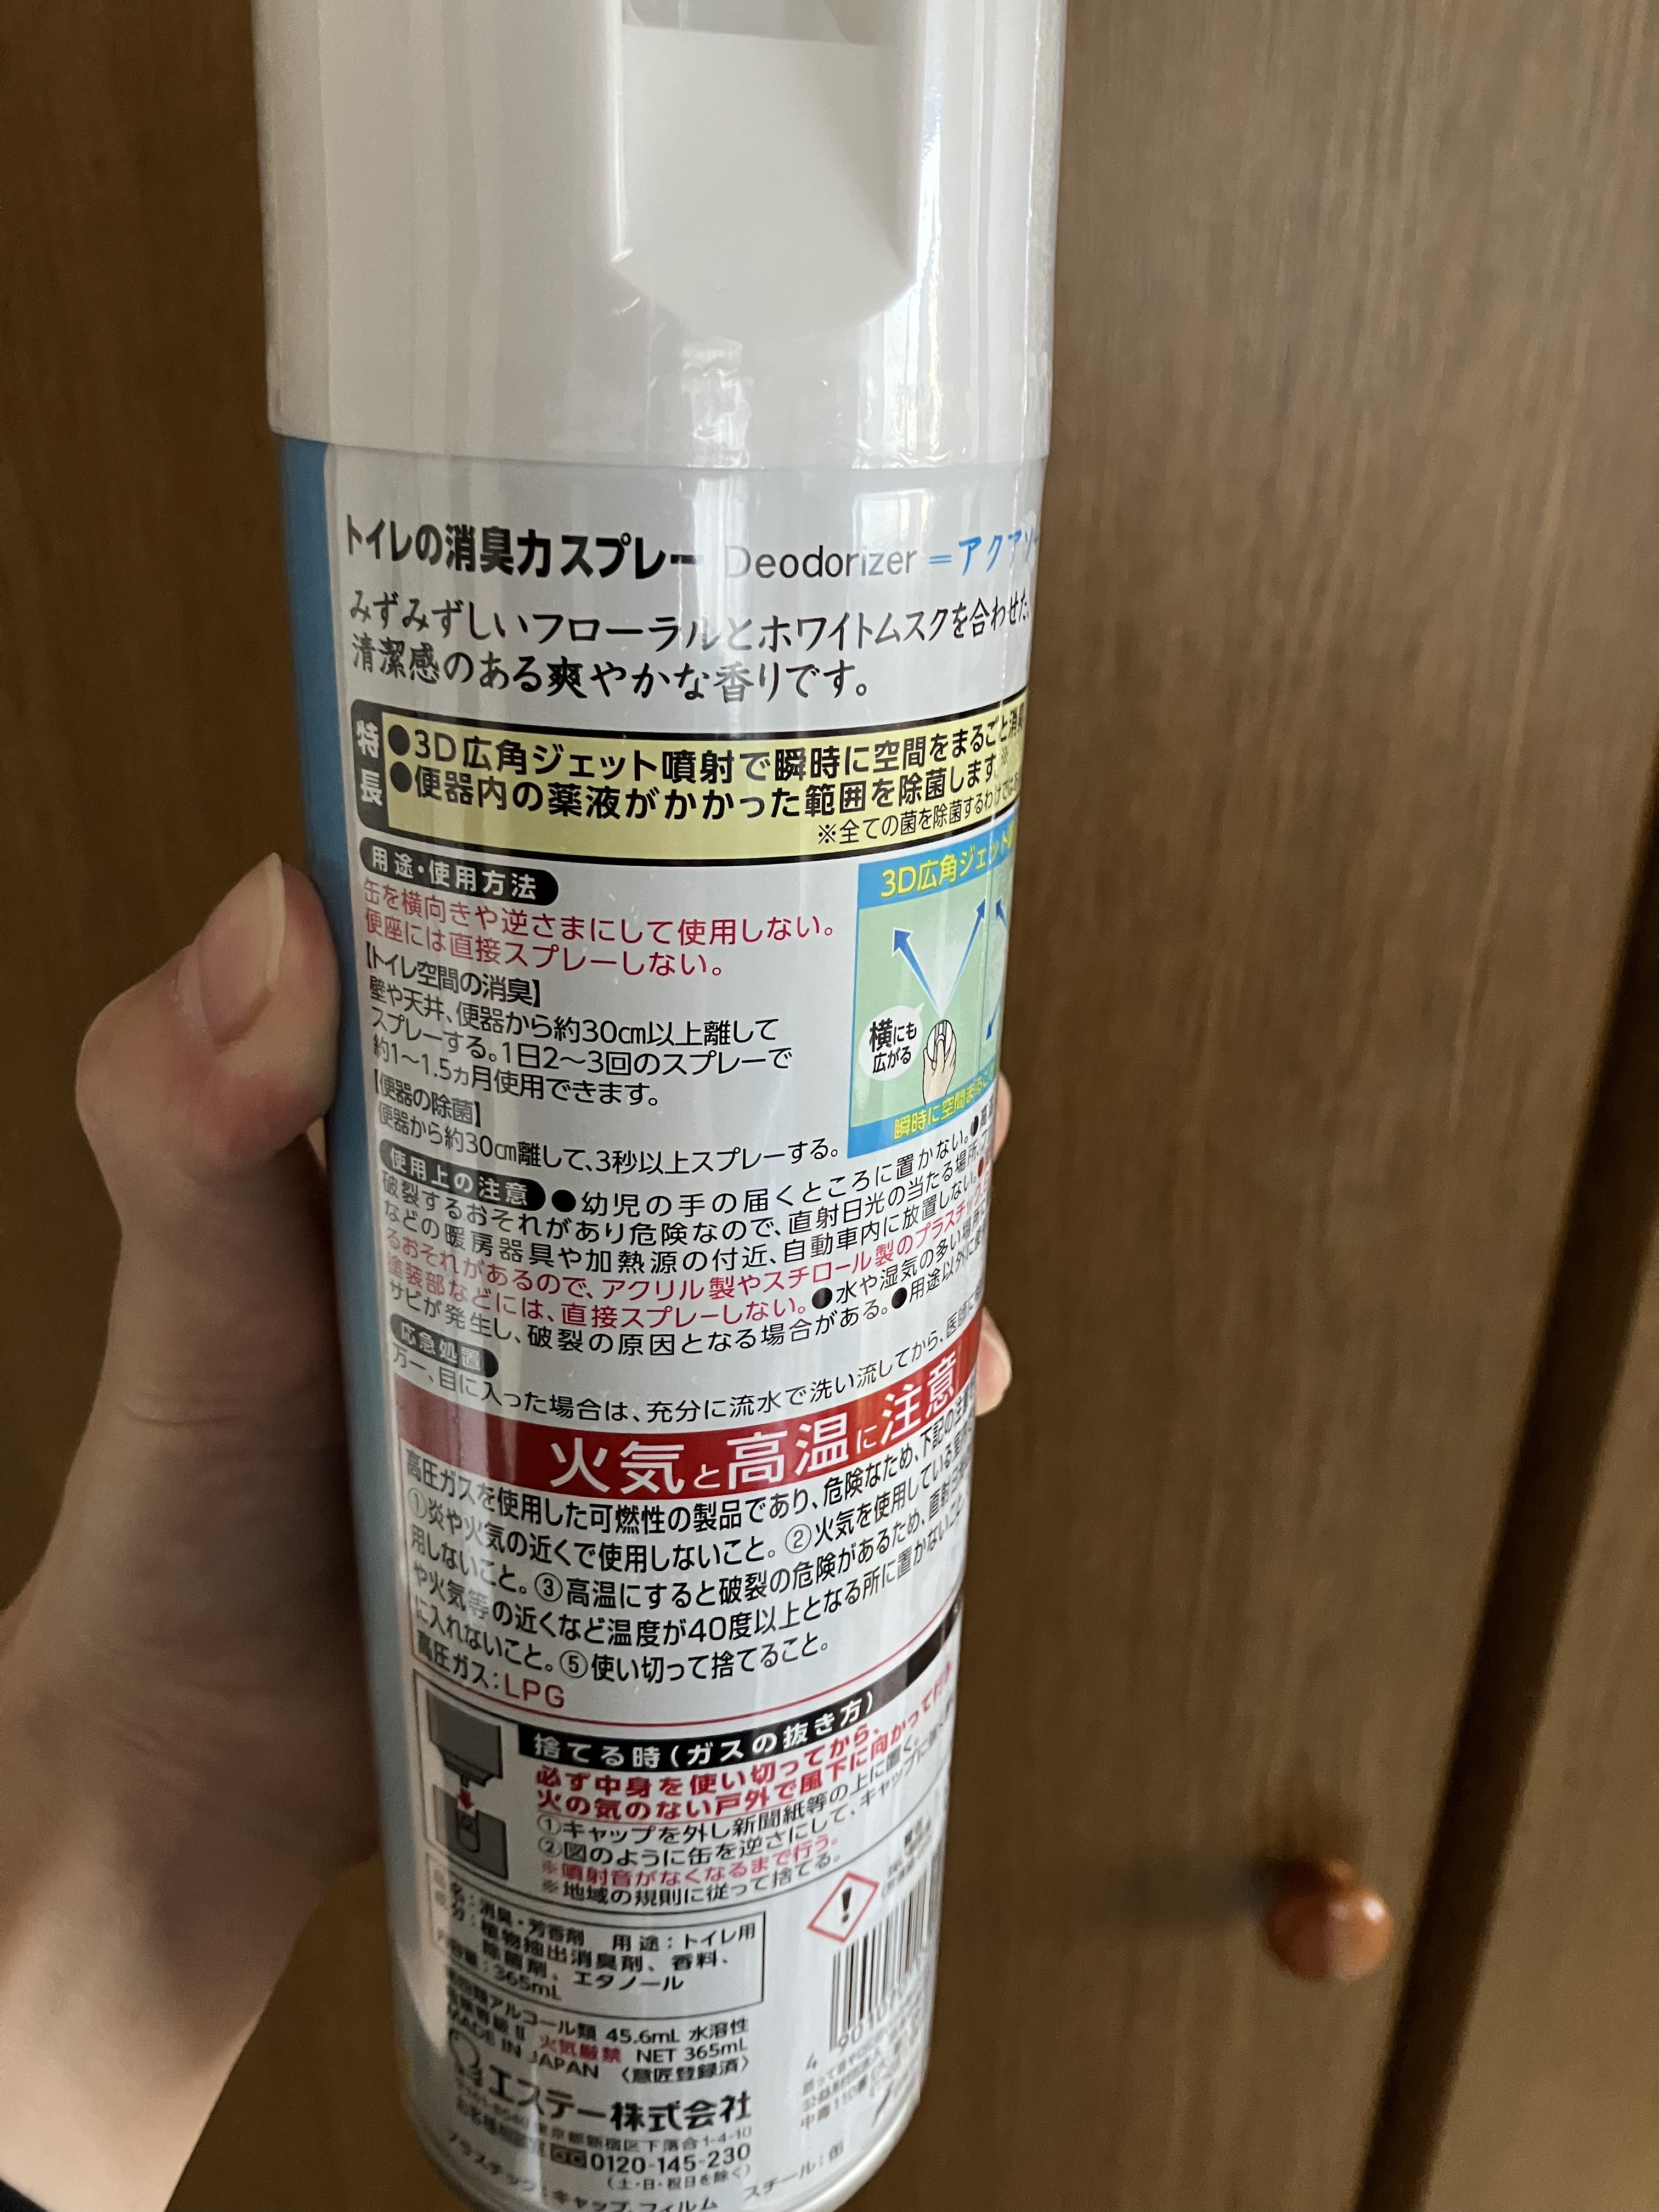 トイレの消臭力スプレー Deodorizer =アクアソ
みずみずしいフローラルとホワイトムスクを合わせた、
清潔感のある爽やかな香りです。
特長
●3D広角ジェット噴射で瞬時に空間をまるごと消臭
●便器内の薬液がかかった範囲を除菌します。※
※全ての菌を除菌するわけでは
用途・使用方法
缶を横向きや逆さまにして使用しない。
便座には直接スプレーしない。
【トイレ空間の消臭】
壁や天井、便器から約30㎝以上離して
スプレーする。1日2〜3回のスプレーで
約1〜1.5ヵ月使用できます。
【便器の除菌】
便器から約30㎝離して、3秒以上スプレーする。
3D広角ジェット
横にも
広がる
瞬時に空間まるご
使用上の注意 ●幼児の手の届くところに置かない。●高温
破裂するおそれがあり危険なので、直射日光の当たる場所、
などの暖房器具や加熱源の付近、自動車内に放置しない。●
るおそれがあるので、アクリル製やスチロール製のプラスチック
塗装部などには、直接スプレーしない。●水や湿気の多い場所
サビが発生し、破裂の原因となる場合がある。●用途以外に
応急処置
万一、目に入った場合は、充分に流水で洗い流してから、医師に
火気と高温に注意
高圧ガスを使用した可燃性の製品であり、危険なため、下記の注意
①炎や火気の近くで使用しないこと。②火気を使用している室内
用しないこと。③高温にすると破裂の危険があるため、直射日光
や火気等の近くなど温度が40度以上となる所に置かないこと
に入れないこと。⑤使い切って捨てること。
高圧ガス：LPG
捨てる時(ガスの抜き方)
必ず中身を使い切ってから、
火の気のない戸外で風下に向かって
①キャップを外し新聞紙等の上に置く。
②図のように缶を逆さにして、キャップに
※噴射音がなくなるまで行う。
※地域の規則に従って捨てる。
品名：消臭・芳香剤 用途：トイレ用
成分：植物抽出消臭剤、香料、
除菌剤、エタノール
内容量：365mL
アルコール類 45.6mL 水溶性
危険等級Ⅱ 火気厳禁 NET 365mL
MADE IN JAPAN 〈意匠登録済〉
エステー株式会社
東京都新宿区下落合1-4-10
0120-145-230
(土・日・祝日を除く)
プラスチック：キャップ、フィルム スチール：缶
4 90107